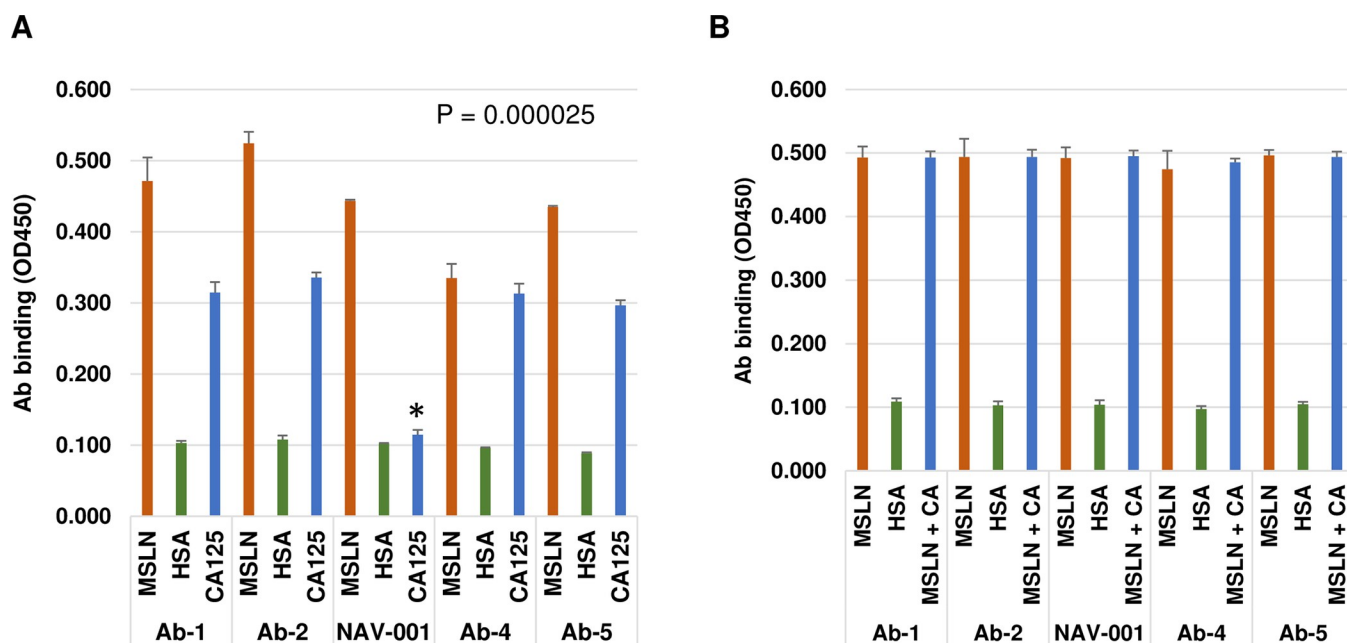 A
B
Ab binding (OD450)
0.600
0.500
0.400
0.300
0.200
0.100
0.000
P = 0.000025
*
MSLN HSA CA125 MSLN HSA CA125 MSLN HSA CA125 MSLN HSA CA125 MSLN HSA CA125
Ab-1 Ab-2 NAV-001 Ab-4 Ab-5
Ab binding (OD450)
0.600
0.500
0.400
0.300
0.200
0.100
0.000
MSLN HSA MSLN + CA MSLN HSA MSLN + CA MSLN HSA MSLN + CA MSLN HSA MSLN + CA MSLN HSA MSLN + CA
Ab-1 Ab-2 NAV-001 Ab-4 Ab-5